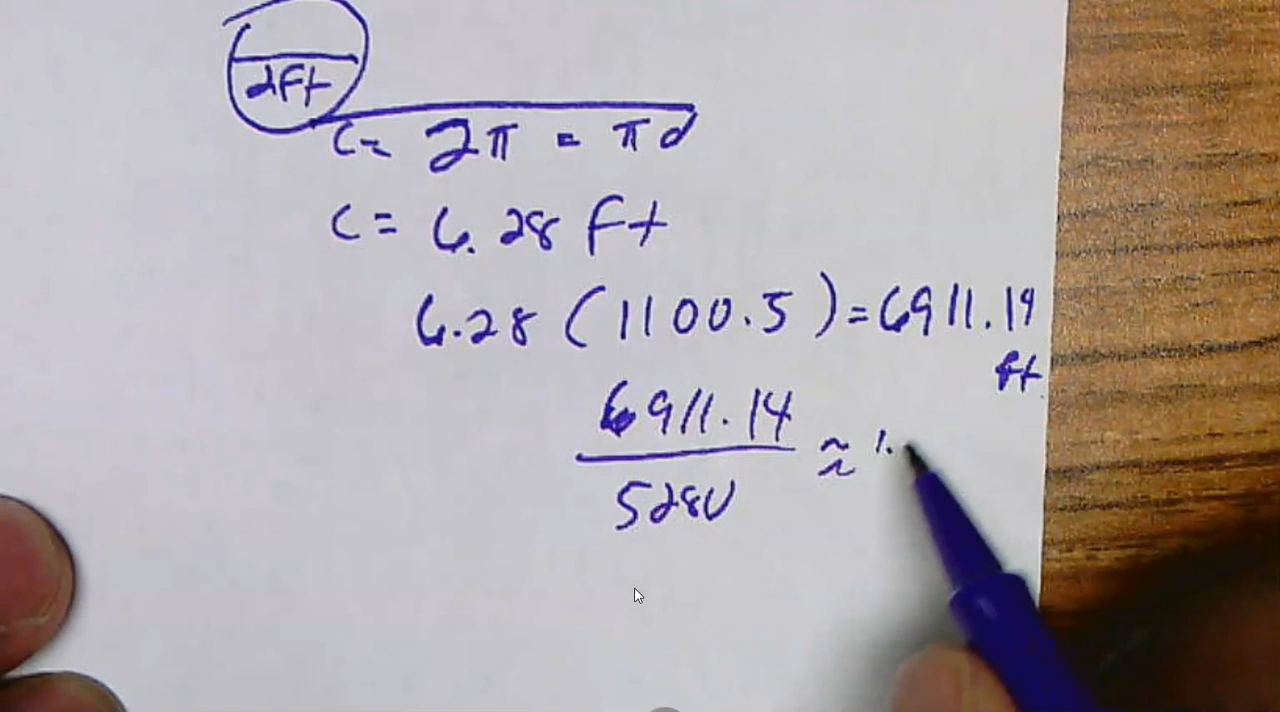 2Ft
C= 2π = πd
C= 6.28 Ft
6.28 (1100.5) = 6911.14
ft
6911.14
5280
≈ 1.